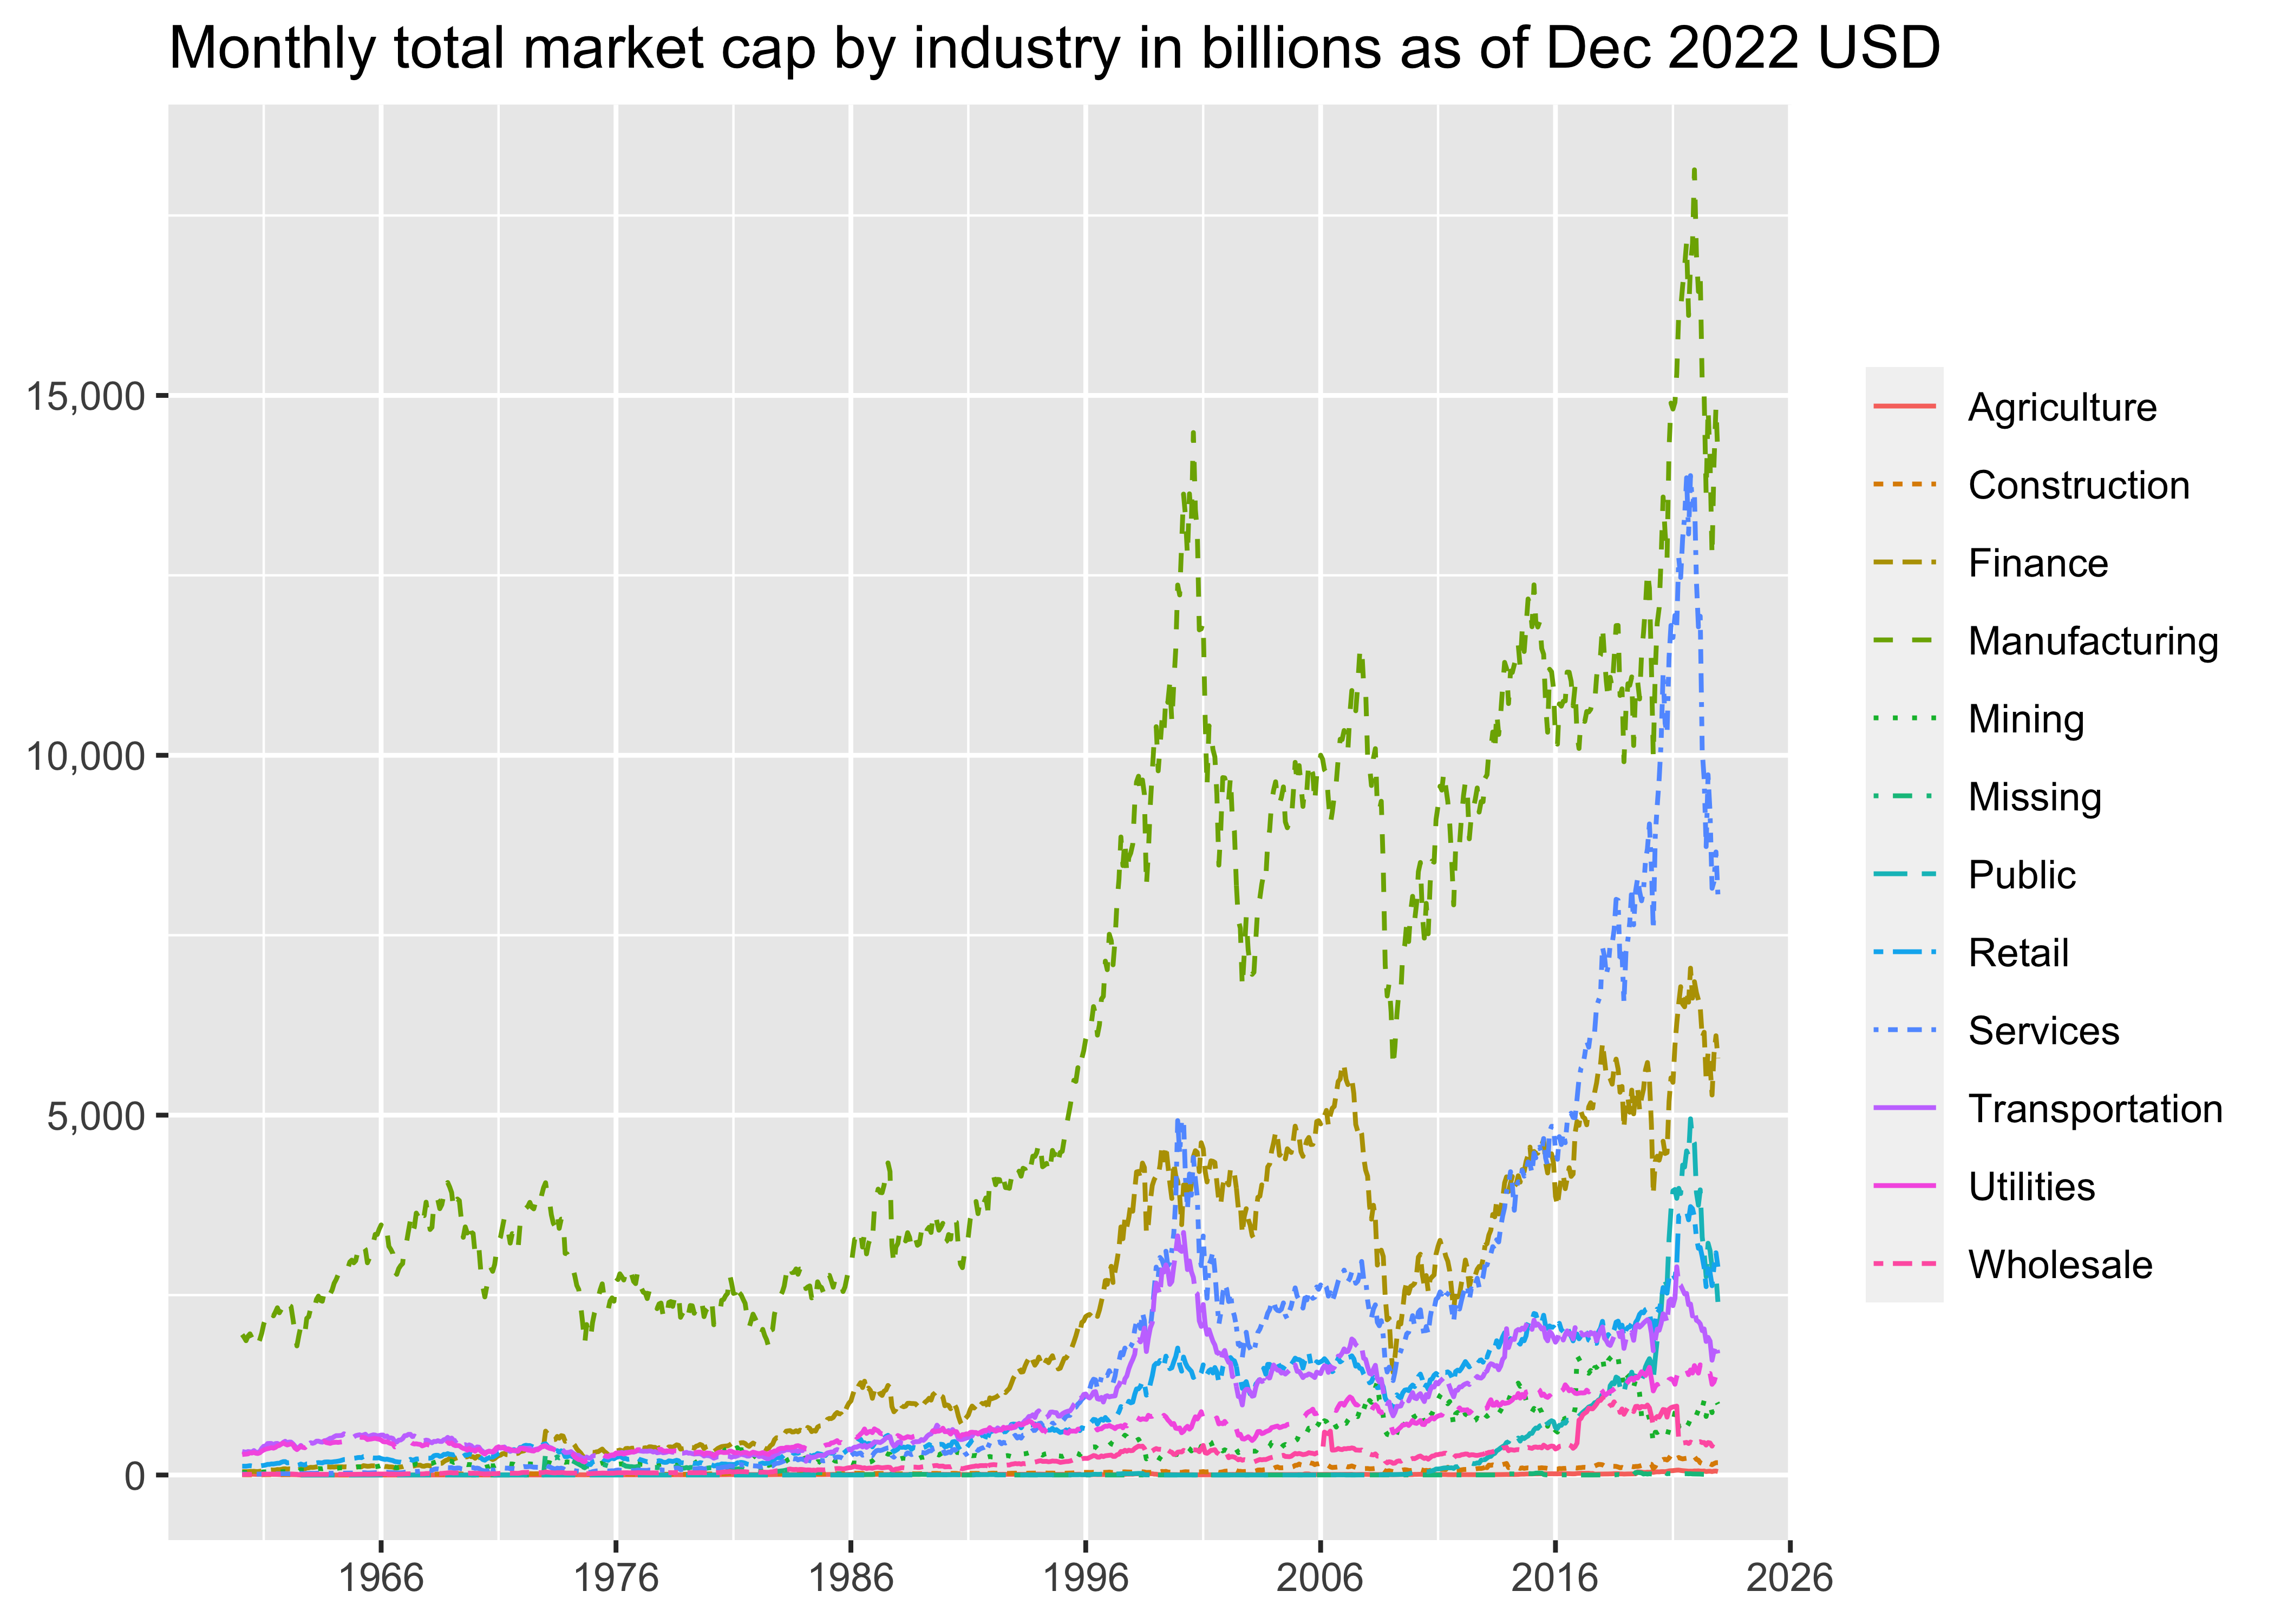 Monthly total market cap by industry in billions as of Dec 2022 USD
15,000
10,000
5,000
0
1966
1976
1986
1996
2006
2016
2026
Agriculture
Construction
Finance
Manufacturing
Mining
Missing
Public
Retail
Services
Transportation
Utilities
Wholesale